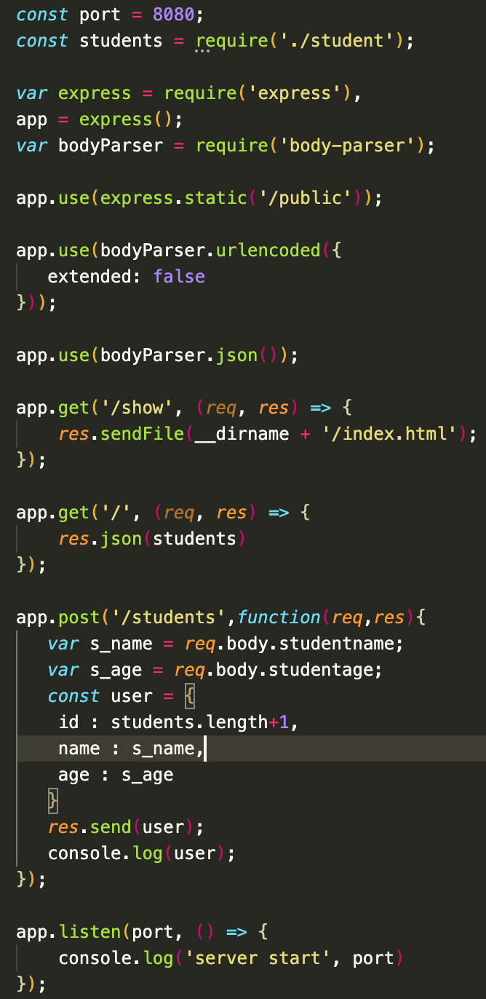 const port = 8080;
const students = require('./student');
var express = require('express'),
app = express();
var bodyParser = require('body-parser');
app.use(express.static('/public'));
app.use(bodyParser.urlencoded({
extended: false
}));
app.use(bodyParser.json());
app.get('/show', (req, res) => {
res.sendFile(__dirname + '/index.html');
});
app.get('/', (req, res) => {
res.json(students)
});
app.post('/students',function(req,res){
var s_name = req.body.studentname;
var s_age = req.body.studentage;
const user = {
id : students.length+1,
name : s_name,
age : s_age
}
res.send(user);
console.log(user);
});
app.listen(port, () => {
console.log('server start', port)
});